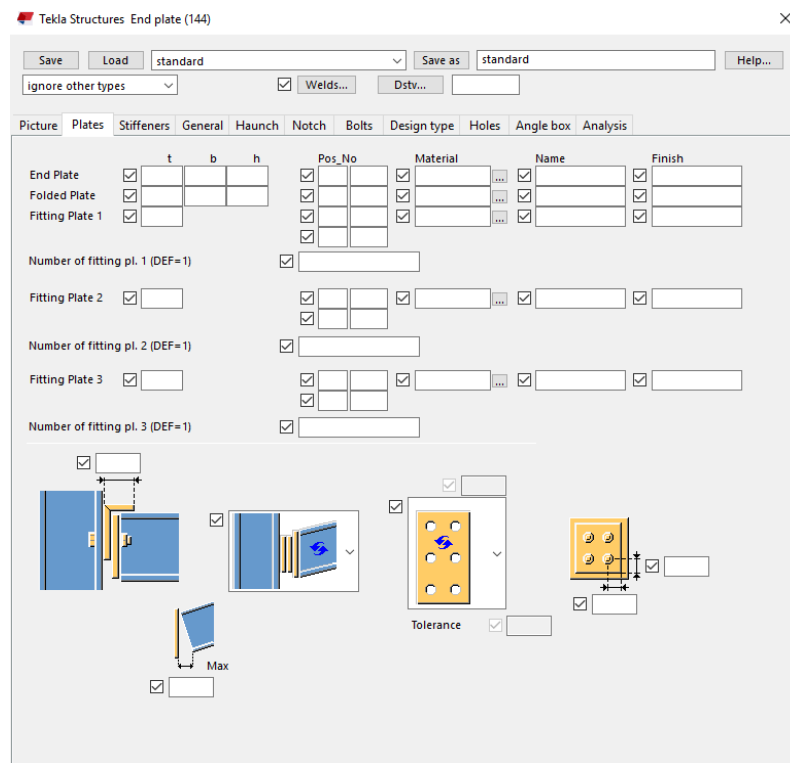 Tekla Structures End plate (144)
Save Load standard Save as standard Help...
ignore other types Welds... Dstv...
Picture Plates Stiffeners General Haunch Notch Bolts Design type Holes Angle box Analysis
t b h Pos_No Material Name Finish
End Plate ...
Folded Plate ...
Fitting Plate 1 ...
Number of fitting pl. 1 (DEF=1)
Fitting Plate 2 ...
Number of fitting pl. 2 (DEF=1)
Fitting Plate 3 ...
Number of fitting pl. 3 (DEF=1)
Tolerance
Max